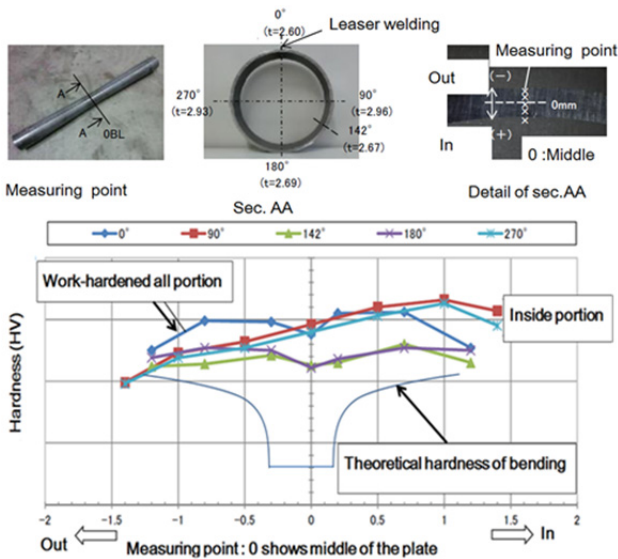 0°
(t=2.60)
Leaser welding
A
A
0BL
270°
(t=2.93)
90°
(t=2.96)
142°
(t=2.67)
180°
(t=2.69)
Measuring point
Out
(−)
0mm
(+)
In
0 :Middle
Measuring point
Sec. AA
Detail of sec.AA
0°
90°
142°
180°
270°
Work-hardened all portion
Inside portion
Theoretical hardness of bending
Hardness (HV)
-2
-1.5
-1
-0.5
0
0.5
1
1.5
2
Out
Measuring point : 0 shows middle of the plate
In